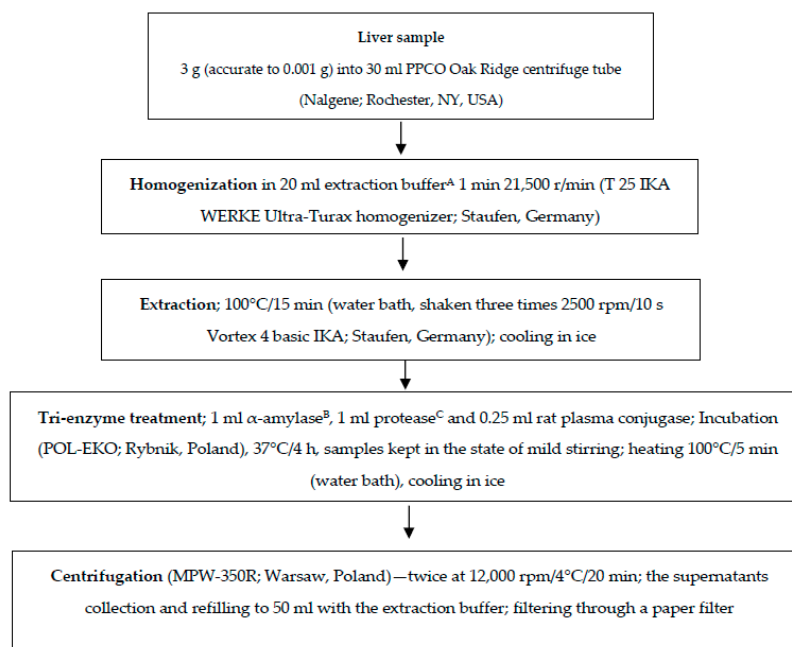 Liver sample
3 g (accurate to 0.001 g) into 30 ml PPCO Oak Ridge centrifuge tube
(Nalgene; Rochester, NY, USA)
Homogenization in 20 ml extraction bufferᴬ 1 min 21,500 r/min (T 25 IKA
WERKE Ultra-Turax homogenizer; Staufen, Germany)
Extraction; 100°C/15 min (water bath, shaken three times 2500 rpm/10 s
Vortex 4 basic IKA; Staufen, Germany); cooling in ice
Tri-enzyme treatment; 1 ml α-amylaseᴮ, 1 ml proteaseᶜ and 0.25 ml rat plasma conjugase; Incubation
(POL-EKO; Rybnik, Poland), 37°C/4 h, samples kept in the state of mild stirring; heating 100°C/5 min
(water bath), cooling in ice
Centrifugation (MPW-350R; Warsaw, Poland)—twice at 12,000 rpm/4°C/20 min; the supernatants
collection and refilling to 50 ml with the extraction buffer; filtering through a paper filter